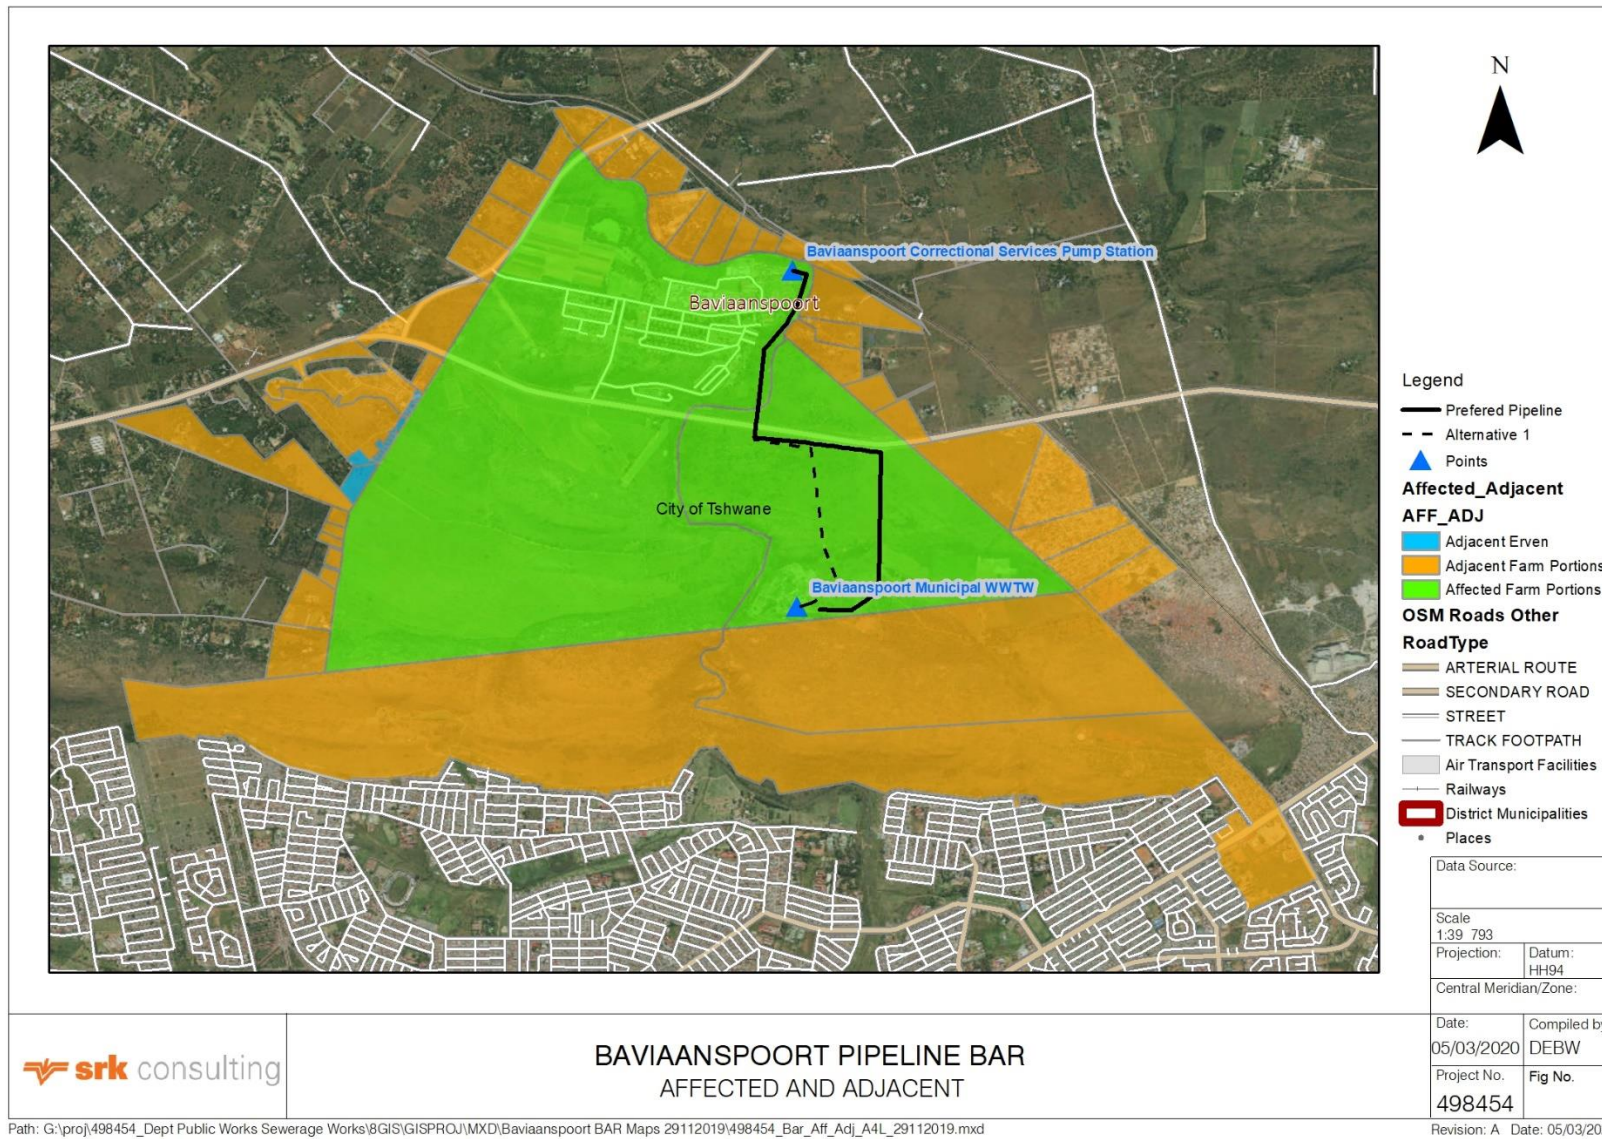 N
Baviaanspoort Correctional Services Pump Station
Baviaanspoort
City of Tshwane
Baviaanspoort Municipal WWTW
Legend
Prefered Pipeline
Alternative 1
Points
Affected_Adjacent
AFF_ADJ
Adjacent Erven
Adjacent Farm Portions
Affected Farm Portions
OSM Roads Other
RoadType
ARTERIAL ROUTE
SECONDARY ROAD
STREET
TRACK FOOTPATH
Air Transport Facilities
Railways
District Municipalities
Places
Data Source:
Scale
1:39 793
Projection:
Datum:
HH94
Central Meridian/Zone:
Date:
05/03/2020
Compiled by
DEBW
Project No.
498454
Fig No.
srk consulting
BAVIAANSPOORT PIPELINE BAR
AFFECTED AND ADJACENT
Path: G:\proj\498454_Dept Public Works Sewerage Works\8GIS\GISPROJ\MXD\Baviaanspoort BAR Maps 29112019\498454_Bar_Aff_Adj_A4L_29112019.mxd
Revision: A Date: 05/03/20